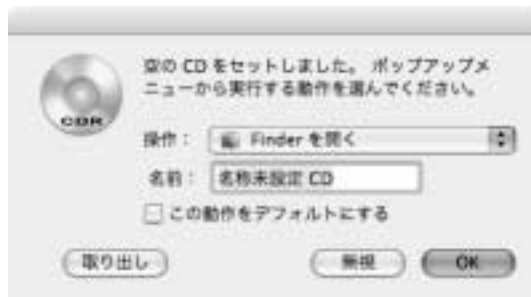 空の CD をセットしました。 ポップアップメ
ニューから実行する動作を選んでください。
CDR
操作： Finder を開く
名前： 名称未設定 CD
この動作をデフォルトにする
取り出し 無視 OK